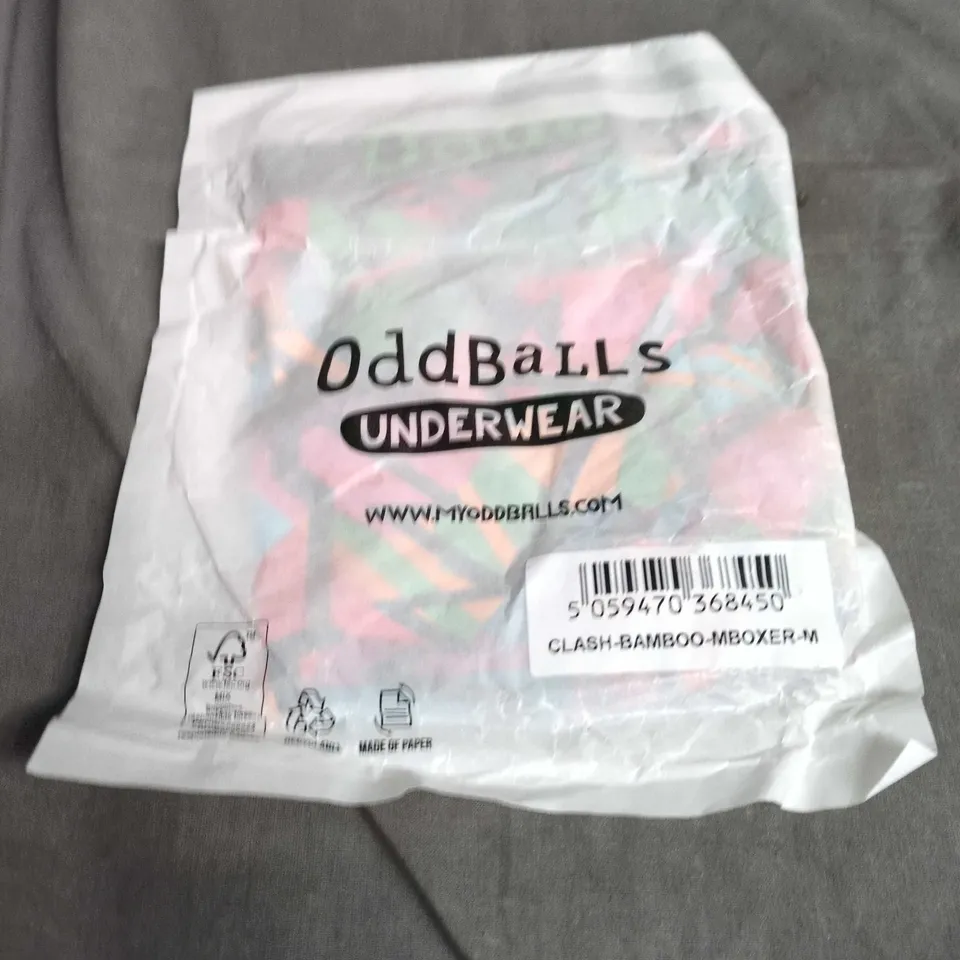 OddBaLLs
UNDERWEAR
WWW.MYODDBALLS.COM
5 059470 368450
CLASH-BAMBOO-MBOXER-M
FSC
MADE OF PAPER